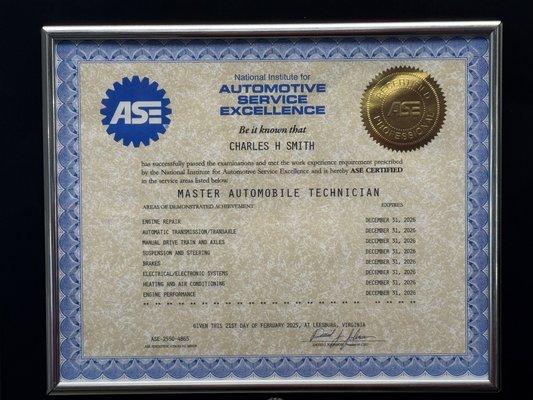 National Institute for
AUTOMOTIVE
SERVICE
EXCELLENCE
ASE
CERTIFIED
ASE
PROFESSIONAL
Be it known that
CHARLES H SMITH
has successfully passed the examinations and met the work experience requirement prescribed
by the National Institute for Automotive Service Excellence and is hereby ASE CERTIFIED
in the service areas listed below
MASTER AUTOMOBILE TECHNICIAN
AREAS OF DEMONSTRATED ACHIEVEMENT EXPIRES
ENGINE REPAIR DECEMBER 31, 2026
AUTOMATIC TRANSMISSION/TRANSAXLE DECEMBER 31, 2026
MANUAL DRIVE TRAIN AND AXLES DECEMBER 31, 2026
SUSPENSION AND STEERING DECEMBER 31, 2026
BRAKES DECEMBER 31, 2026
ELECTRICAL/ELECTRONIC SYSTEMS DECEMBER 31, 2026
HEATING AND AIR CONDITIONING DECEMBER 31, 2026
ENGINE PERFORMANCE DECEMBER 31, 2026
** ** ** ** ** ** ** ** ** ** ** ** ** ** ** ** ** ** ** ** ** **
GIVEN THIS 21ST DAY OF FEBRUARY 2025, AT LEESBURG, VIRGINIA
ASE-2550-4865